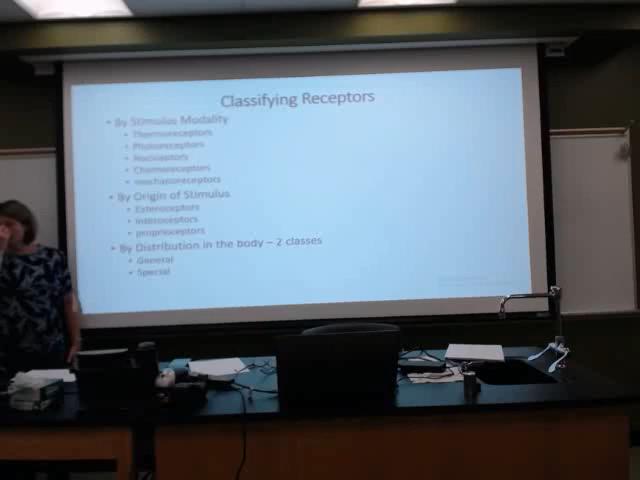 Classifying Receptors
• By Stimulus Modality
• Thermoreceptors
• Photoreceptors
• Nociceptors
• Chemoreceptors
• mechanoreceptors
• By Origin of Stimulus
• Exteroceptors
• Interoceptors
• proprioceptors
• By Distribution in the body – 2 classes
• General
• Special